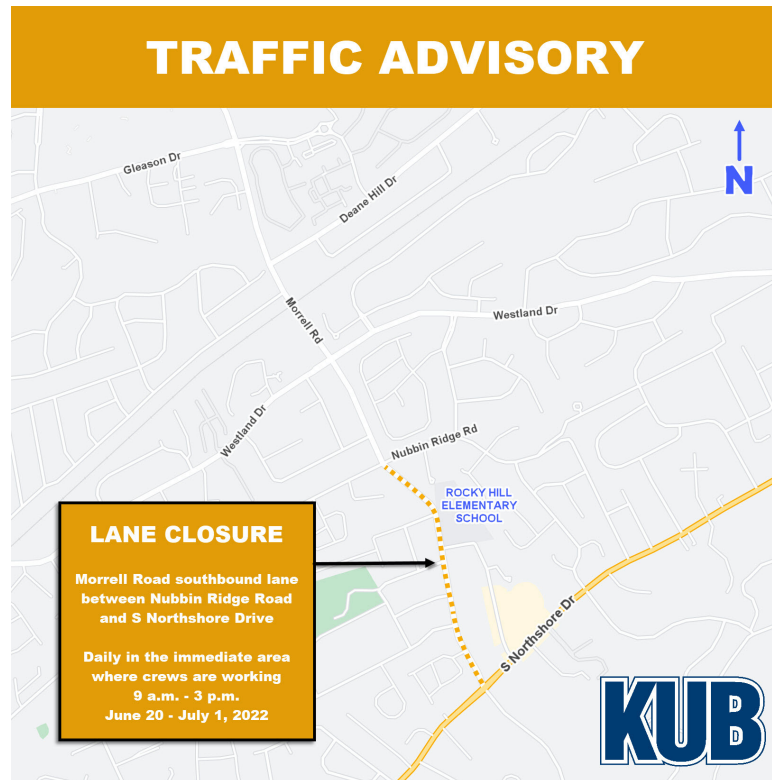 TRAFFIC ADVISORY
N
Gleason Dr
Deane Hill Dr
Morrell Rd
Westland Dr
Westland Dr
Nubbin Ridge Rd
ROCKY HILL
ELEMENTARY
SCHOOL
LANE CLOSURE
Morrell Road southbound lane
between Nubbin Ridge Road
and S Northshore Drive
Daily in the immediate area
where crews are working
9 a.m. - 3 p.m.
June 20 - July 1, 2022
S Northshore Dr
KUB